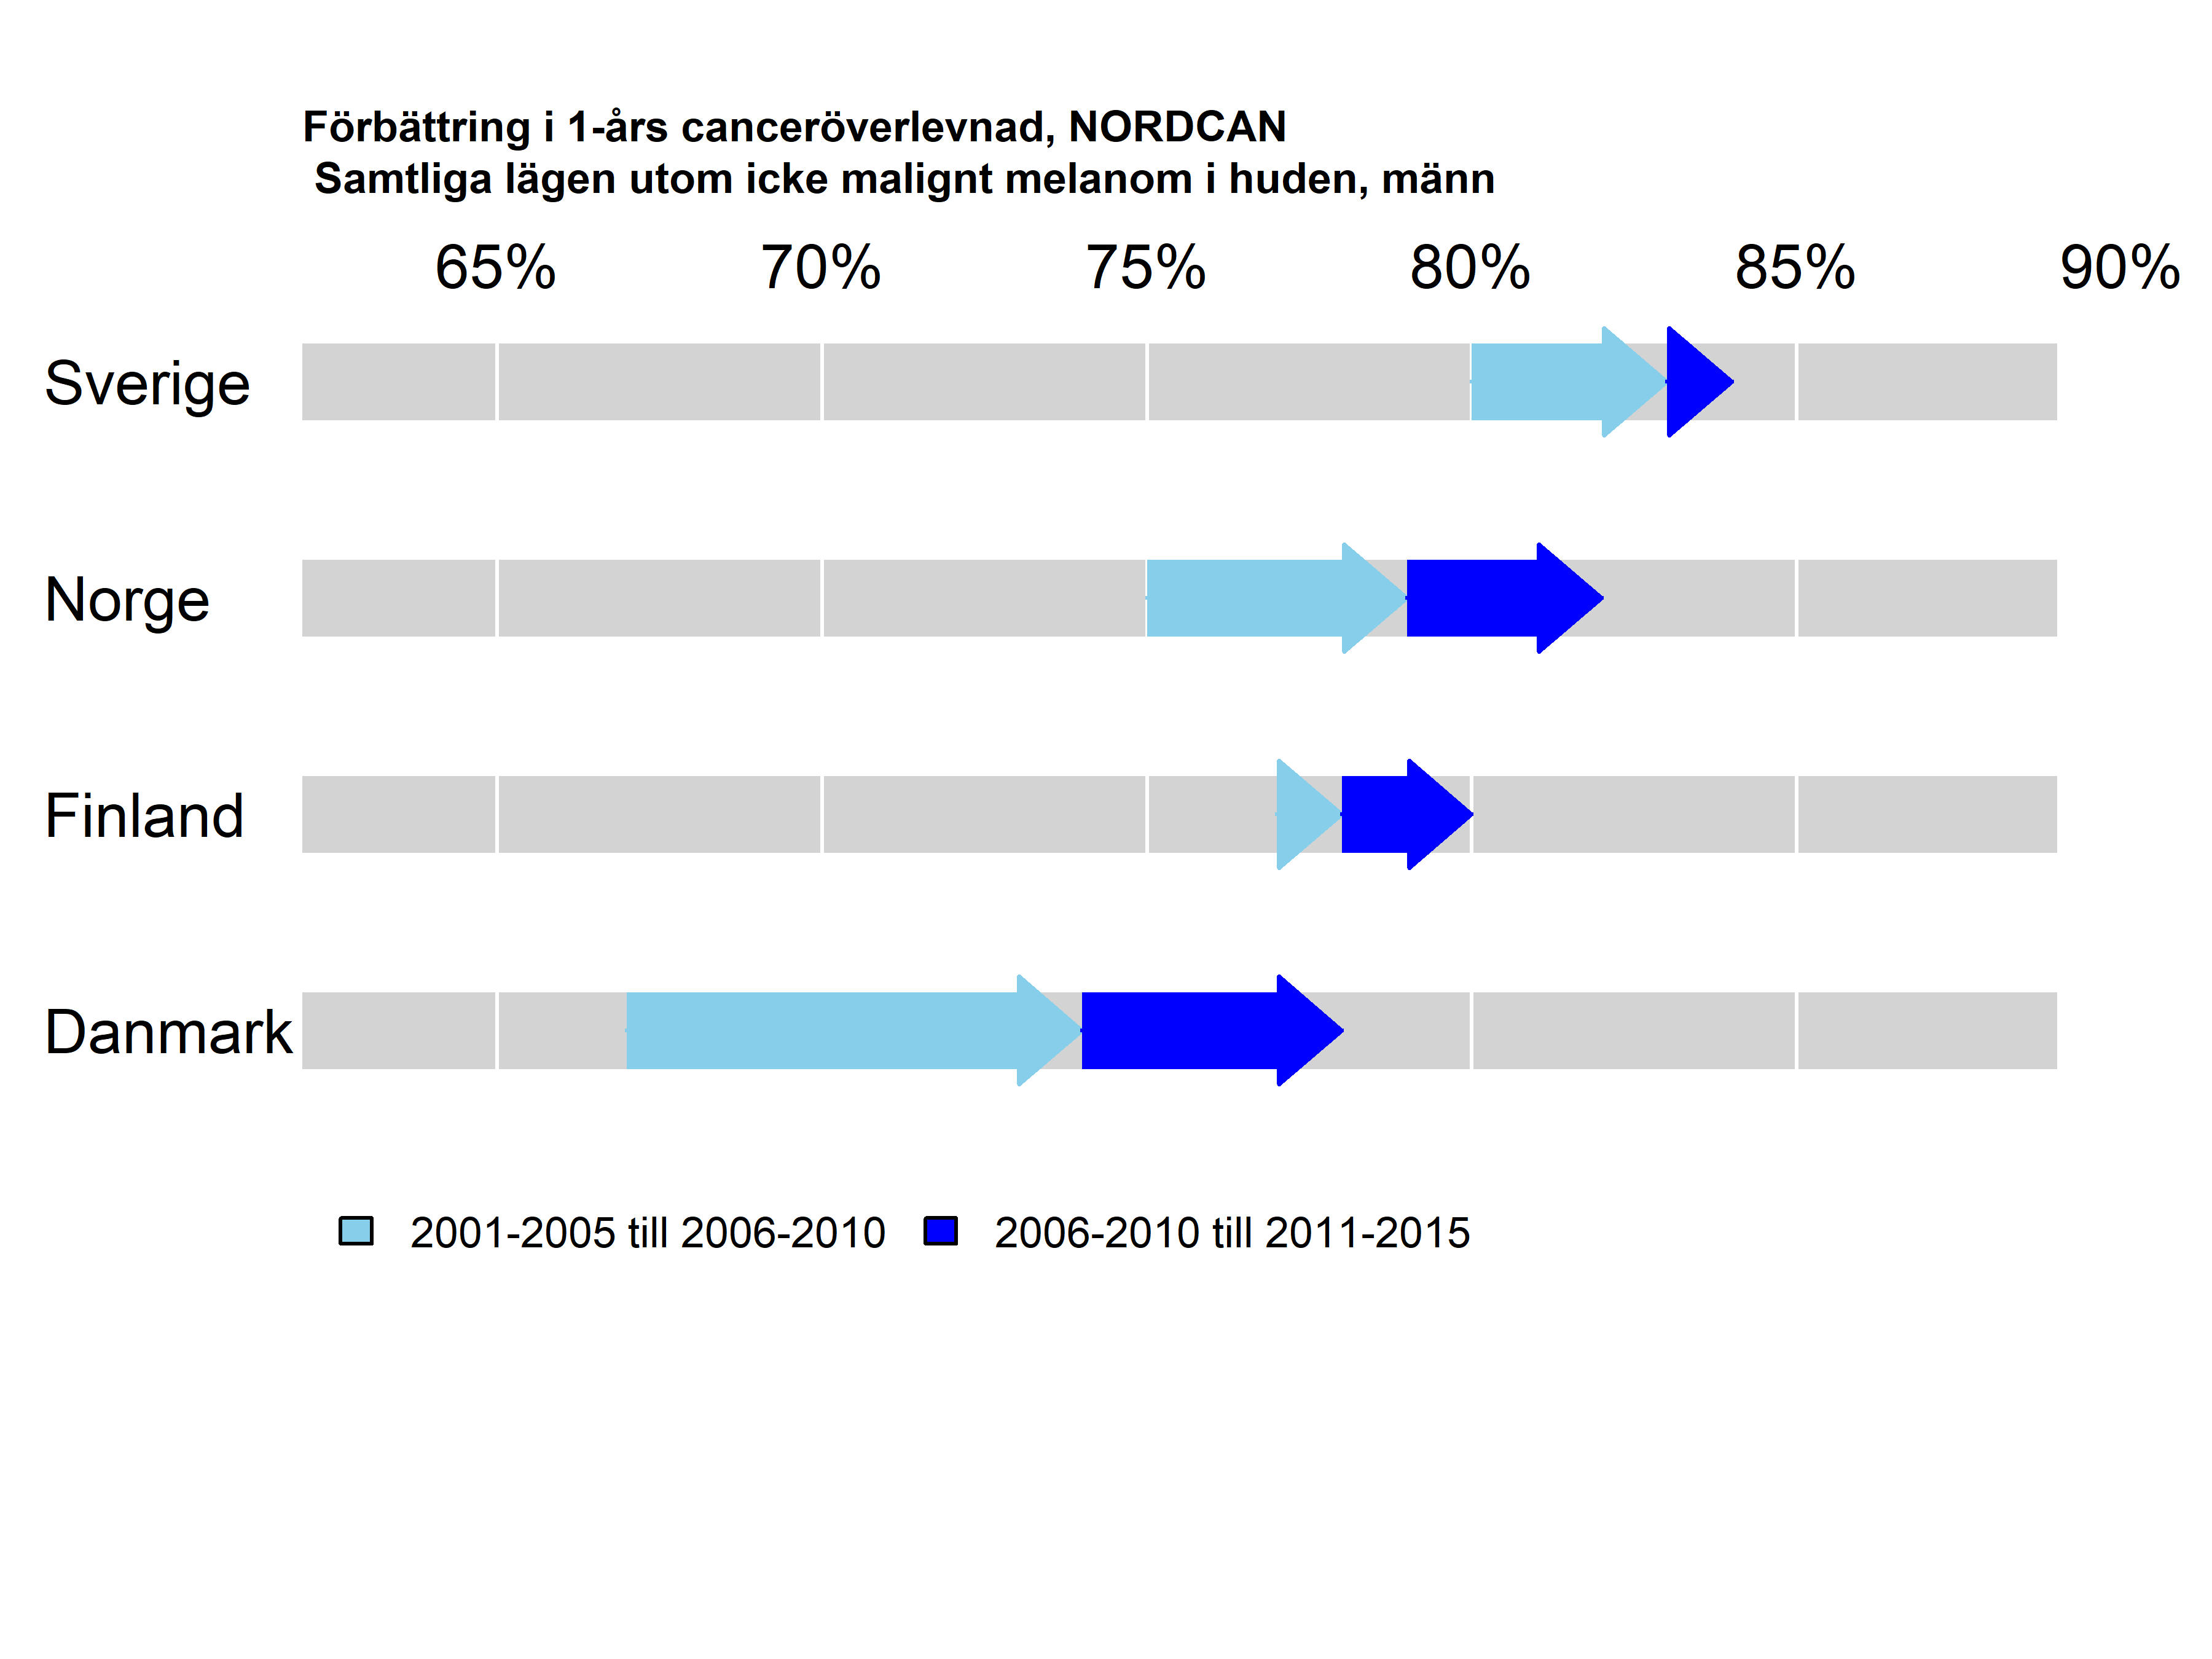 Förbättring i 1-års canceröverlevnad, NORDCAN
Samtliga lägen utom icke malignt melanom i huden, männ
65% 70% 75% 80% 85% 90%
Sverige
Norge
Finland
Danmark
2001-2005 till 2006-2010 2006-2010 till 2011-2015